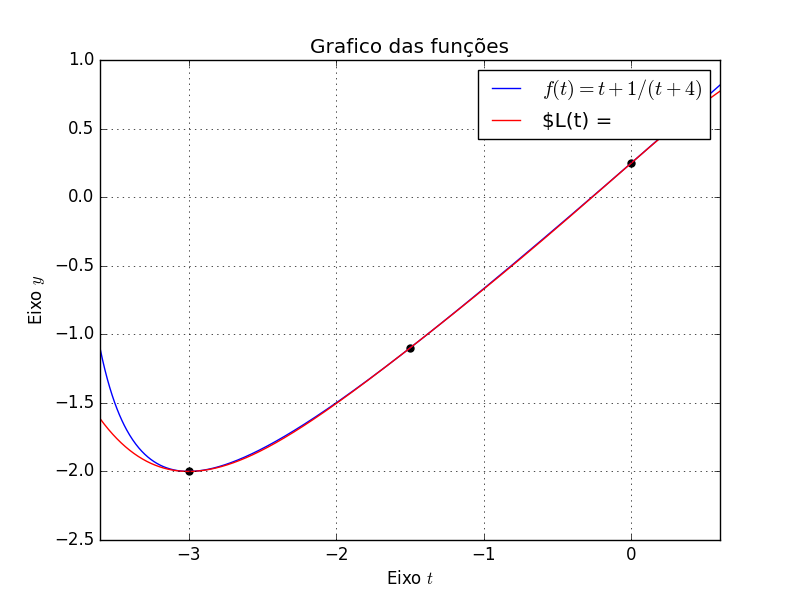 Grafico das funções
f(t) = t + 1/(t + 4)
$L(t) =
1.0
0.5
0.0
−0.5
−1.0
−1.5
−2.0
−2.5
Eixo y
−3
−2
−1
0
Eixo t